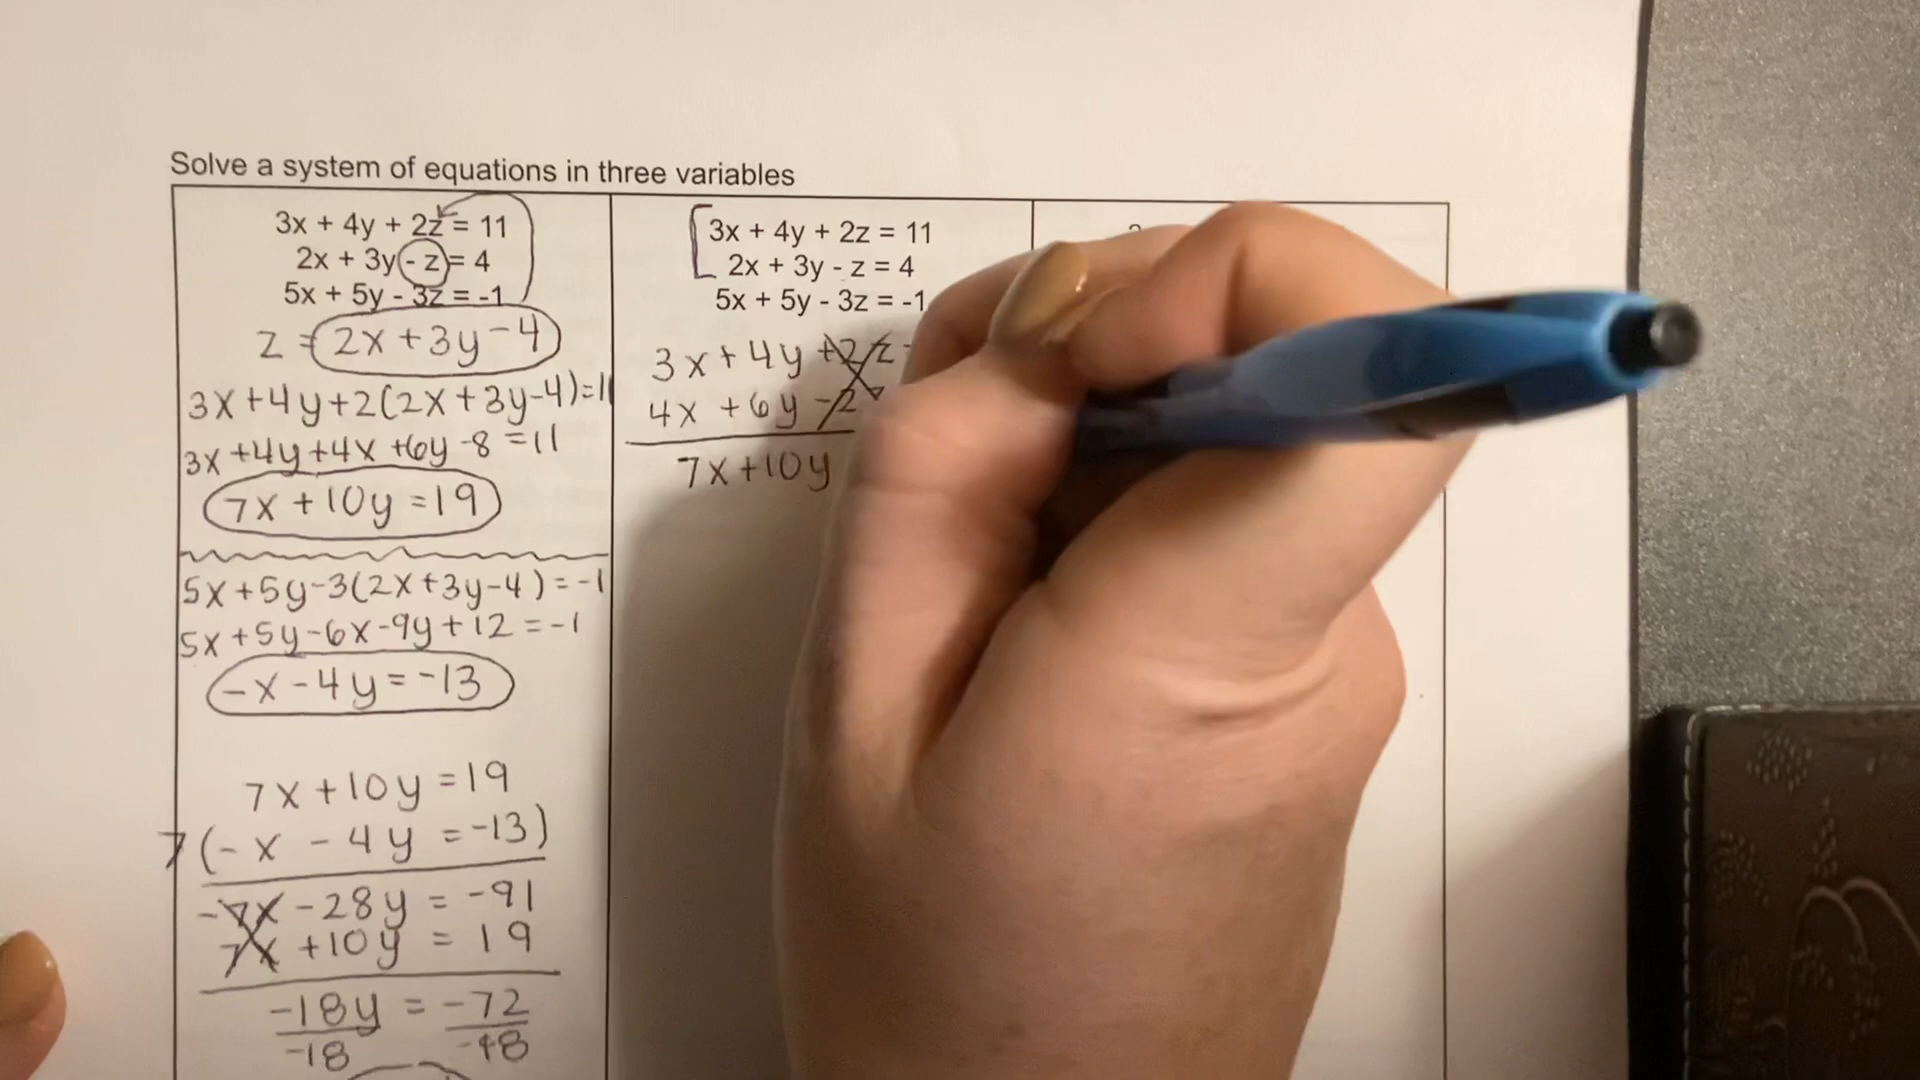 Solve a system of equations in three variables
3x + 4y + 2z = 11
2x + 3y - z = 4
5x + 5y - 3z = -1
z = 2x + 3y - 4
3x + 4y + 2(2x + 3y - 4) = 11
3x + 4y + 4x + 6y - 8 = 11
7x + 10y = 19
5x + 5y - 3(2x + 3y - 4) = -1
5x + 5y - 6x - 9y + 12 = -1
-x - 4y = -13
7x + 10y = 19
7(-x - 4y = -13)
-7x - 28y = -91
7x + 10y = 19
-18y = -72
-18 -18
3x + 4y + 2z = 11
2x + 3y - z = 4
5x + 5y - 3z = -1
3x + 4y + 2z
4x + 6y - 2
7x + 10y